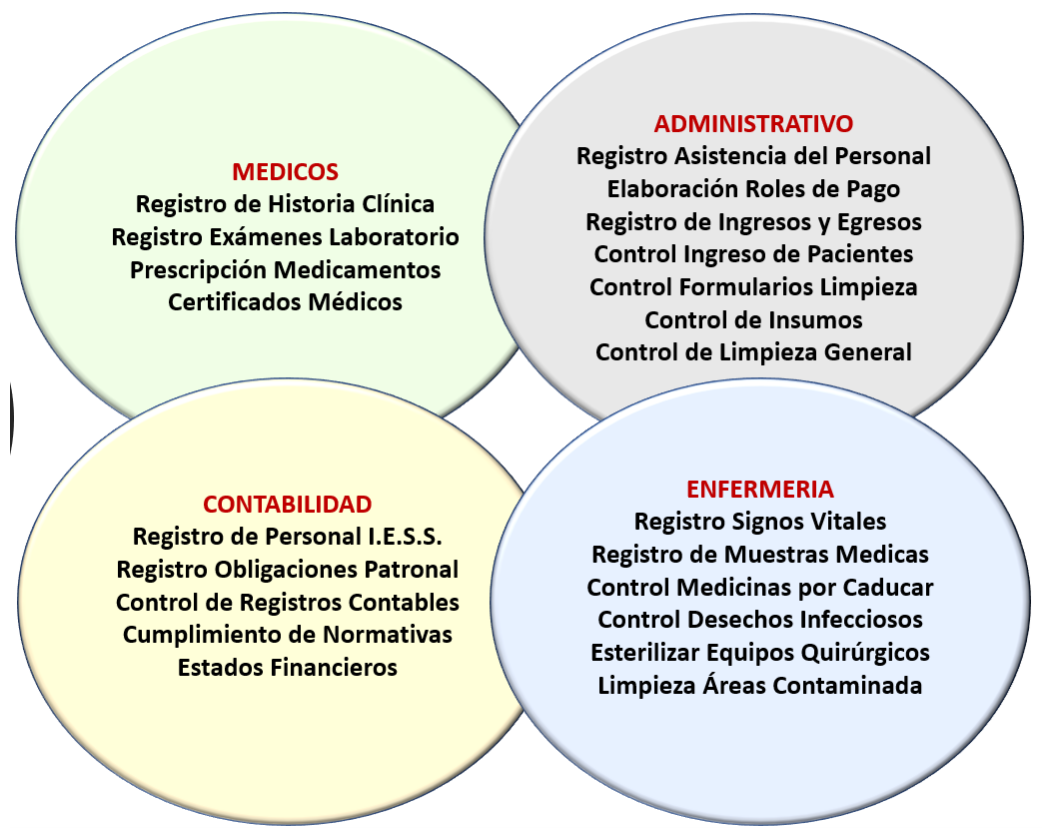 MEDICOS
Registro de Historia Clínica
Registro Exámenes Laboratorio
Prescripción Medicamentos
Certificados Médicos
ADMINISTRATIVO
Registro Asistencia del Personal
Elaboración Roles de Pago
Registro de Ingresos y Egresos
Control Ingreso de Pacientes
Control Formularios Limpieza
Control de Insumos
Control de Limpieza General
CONTABILIDAD
Registro de Personal I.E.S.S.
Registro Obligaciones Patronal
Control de Registros Contables
Cumplimiento de Normativas
Estados Financieros
ENFERMERIA
Registro Signos Vitales
Registro de Muestras Medicas
Control Medicinas por Caducar
Control Desechos Infecciosos
Esterilizar Equipos Quirúrgicos
Limpieza Áreas Contaminada